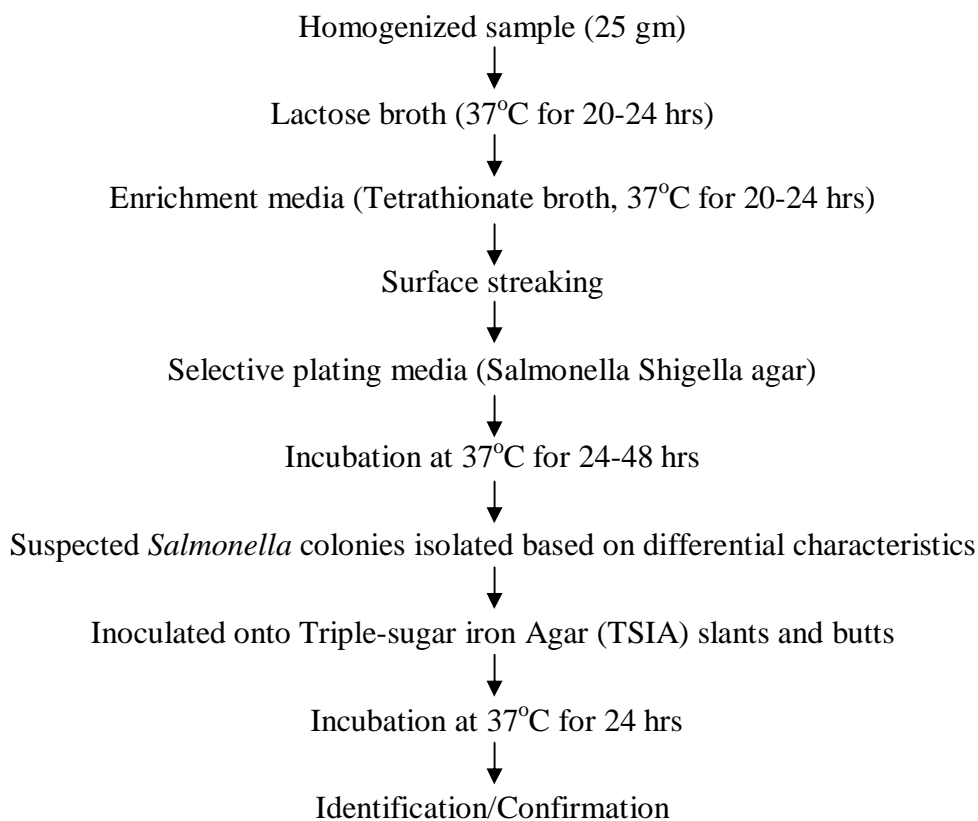 Homogenized sample (25 gm)
Lactose broth (37°C for 20-24 hrs)
Enrichment media (Tetrathionate broth, 37°C for 20-24 hrs)
Surface streaking
Selective plating media (Salmonella Shigella agar)
Incubation at 37°C for 24-48 hrs
Suspected Salmonella colonies isolated based on differential characteristics
Inoculated onto Triple-sugar iron Agar (TSIA) slants and butts
Incubation at 37°C for 24 hrs
Identification/Confirmation